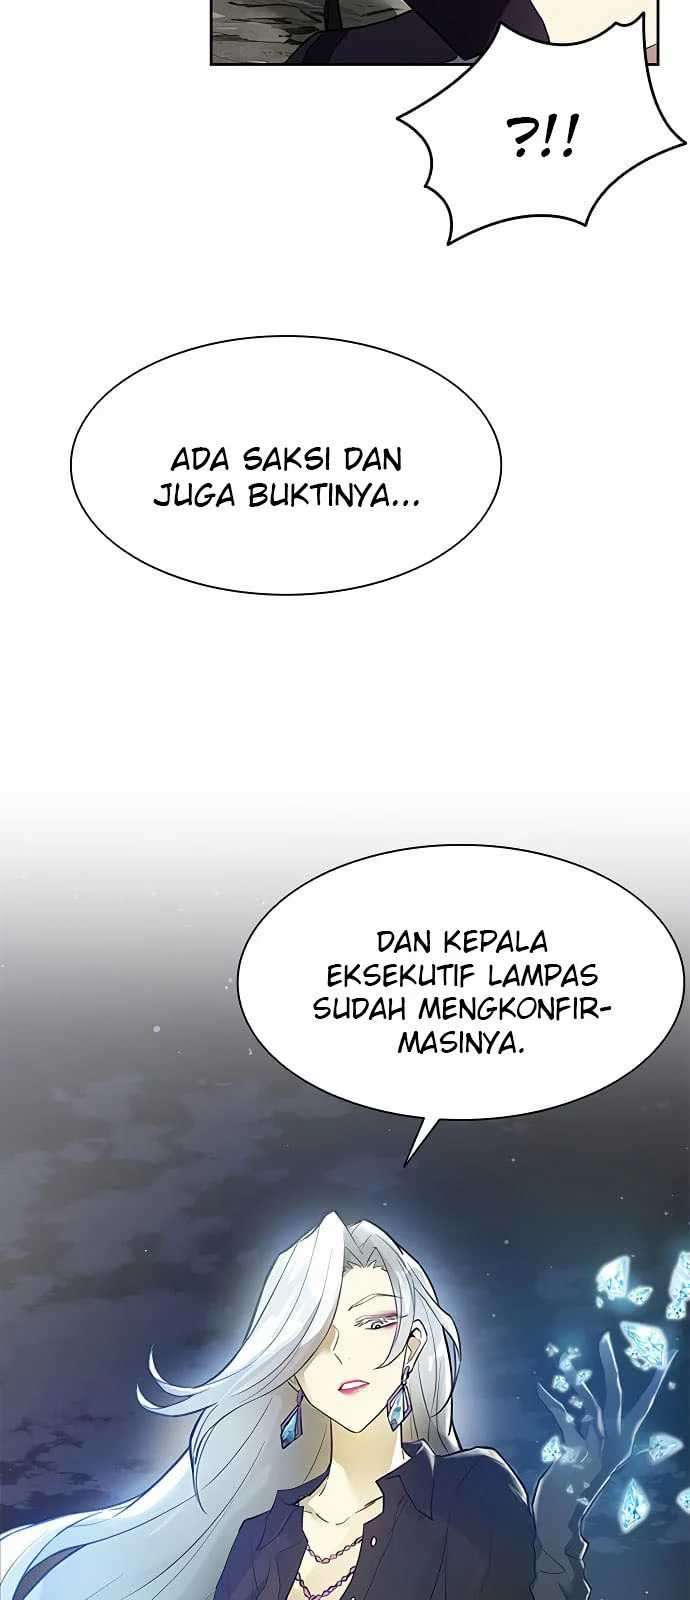 ?!!
ADA SAKSI DAN
JUGA BUKTINYA...
DAN KEPALA
EKSEKUTIF LAMPAS
SUDAH MENGKONFIR-
MASINYA.